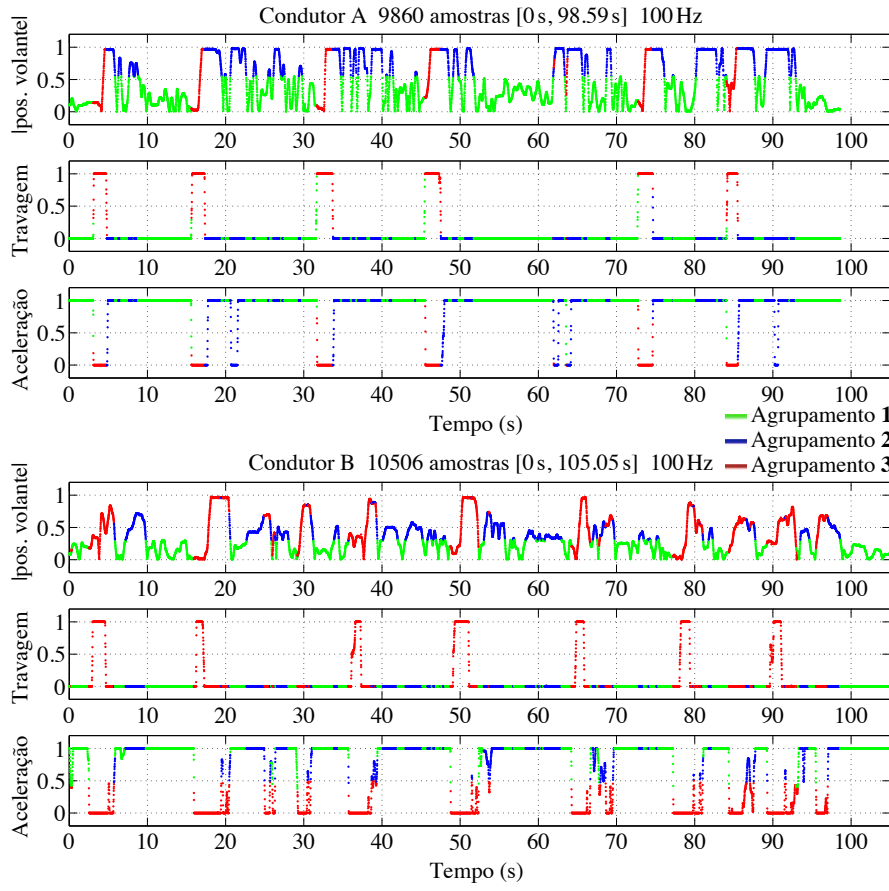 Condutor A 9860 amostras [0 s, 98.59 s] 100 Hz
|pos. volante|
1
0.5
0
0 10 20 30 40 50 60 70 80 90 100
Travagem
1
0.5
0
0 10 20 30 40 50 60 70 80 90 100
Aceleração
1
0.5
0
0 10 20 30 40 50 60 70 80 90 100
Tempo (s)
Agrupamento 1
Agrupamento 2
Agrupamento 3
Condutor B 10506 amostras [0 s, 105.05 s] 100 Hz
|pos. volante|
1
0.5
0
0 10 20 30 40 50 60 70 80 90 100
Travagem
1
0.5
0
0 10 20 30 40 50 60 70 80 90 100
Aceleração
1
0.5
0
0 10 20 30 40 50 60 70 80 90 100
Tempo (s)